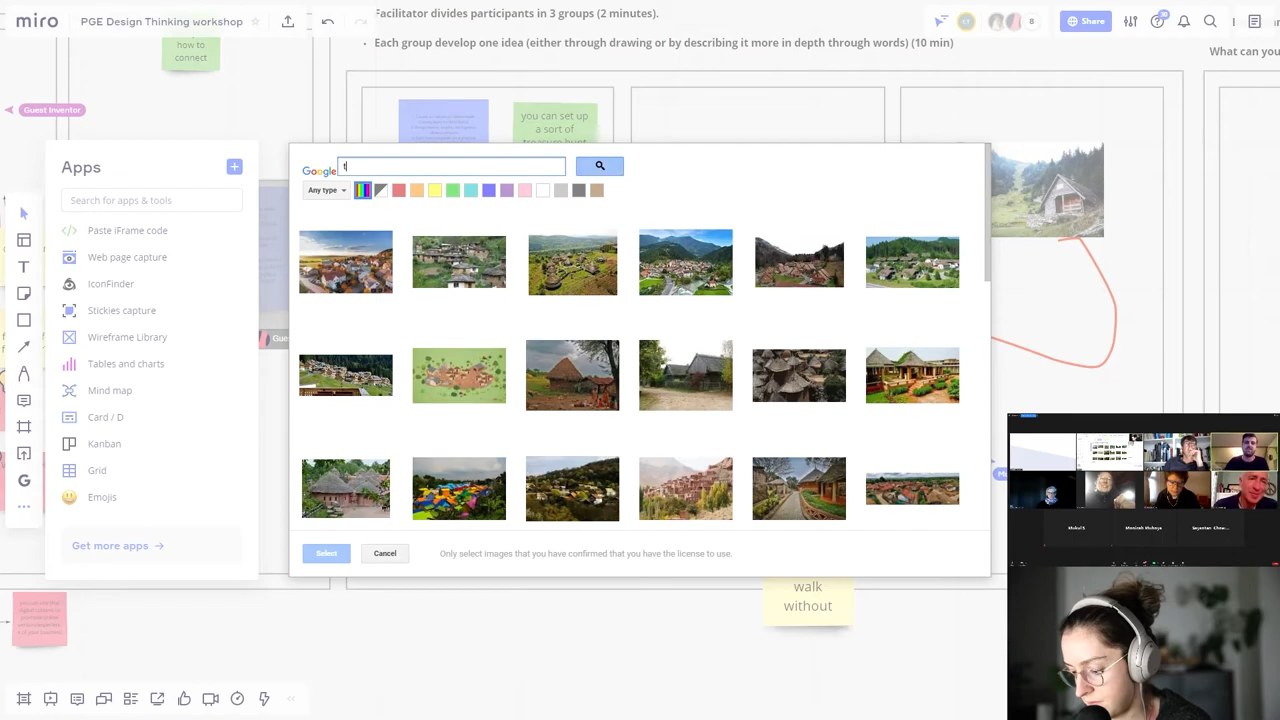 Facilitator divides participants in 3 groups (2 minutes).
miro
PGE Design Thinking workshop
8
Share
how to
connect
Each group develop one idea (either through drawing or by describing it more in depth through words) (10 min)
What can you
Guest Inventor
you can set up
a sort of
Apps
Search for apps & tools
Google
t
Any type
Paste iFrame code
Web page capture
IconFinder
Stickies capture
Wireframe Library
Tables and charts
Mind map
Card / D
Kanban
Grid
Emojis
Get more apps
Select
Cancel
Only select images that you have confirmed that you have the license to use.
walk
without
Mukul S